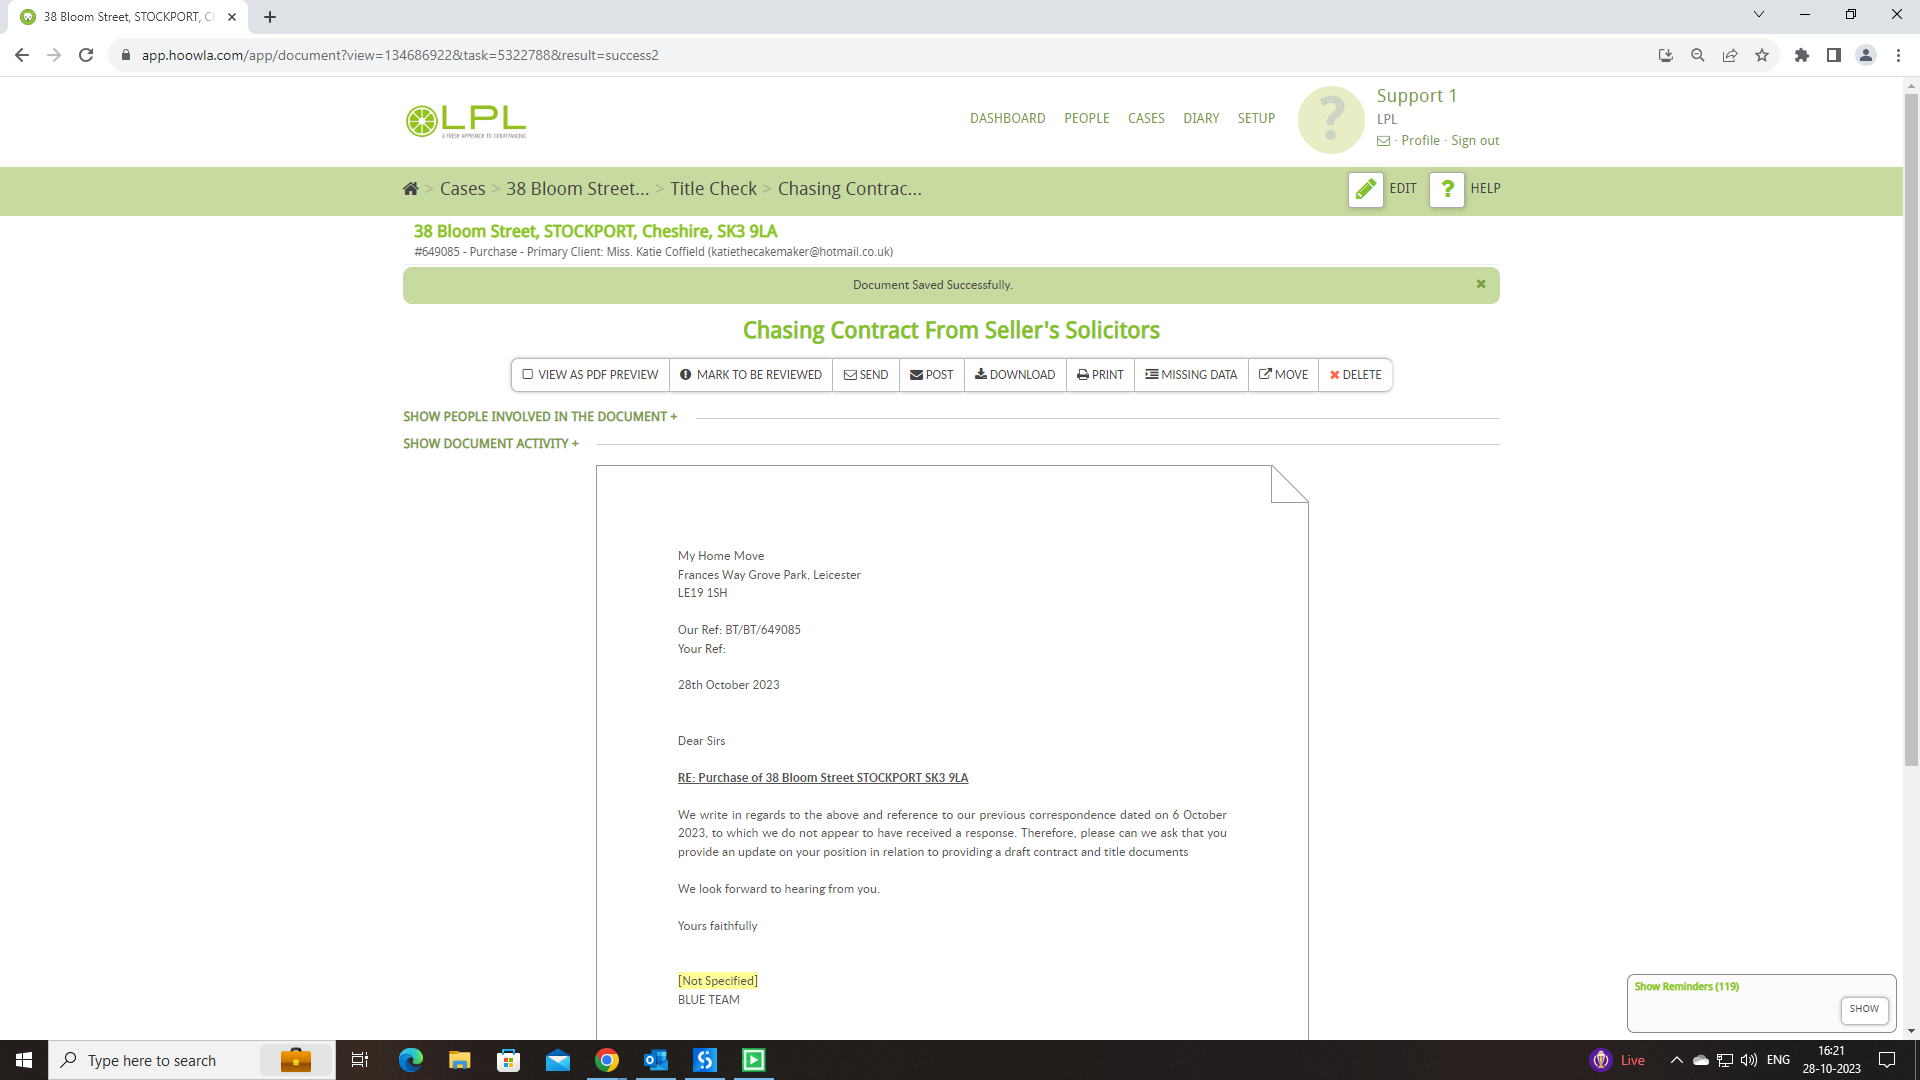 38 Bloom Street, STOCKPORT, C
app.hoowla.com/app/document?view=134686922&task=5322788&result=success2
LPL
A FRESH APPROACH TO CONVEYANCING
DASHBOARD PEOPLE CASES DIARY SETUP
?
Support 1
LPL
· Profile · Sign out
> Cases > 38 Bloom Street... > Title Check > Chasing Contrac...
EDIT ? HELP
38 Bloom Street, STOCKPORT, Cheshire, SK3 9LA
#649085 - Purchase - Primary Client: Miss. Katie Coffield (katiethecakemaker@hotmail.co.uk)
Document Saved Successfully.
Chasing Contract From Seller's Solicitors
VIEW AS PDF PREVIEW MARK TO BE REVIEWED SEND POST DOWNLOAD PRINT MISSING DATA MOVE DELETE
SHOW PEOPLE INVOLVED IN THE DOCUMENT +
SHOW DOCUMENT ACTIVITY +
My Home Move
Frances Way Grove Park, Leicester
LE19 1SH
Our Ref: BT/BT/649085
Your Ref:
28th October 2023
Dear Sirs
RE: Purchase of 38 Bloom Street STOCKPORT SK3 9LA
We write in regards to the above and reference to our previous correspondence dated on 6 October
2023, to which we do not appear to have received a response. Therefore, please can we ask that you
provide an update on your position in relation to providing a draft contract and title documents
We look forward to hearing from you.
Yours faithfully
[Not Specified]
BLUE TEAM
Show Reminders (119)
SHOW
Type here to search
Live
ENG
16:21
28-10-2023